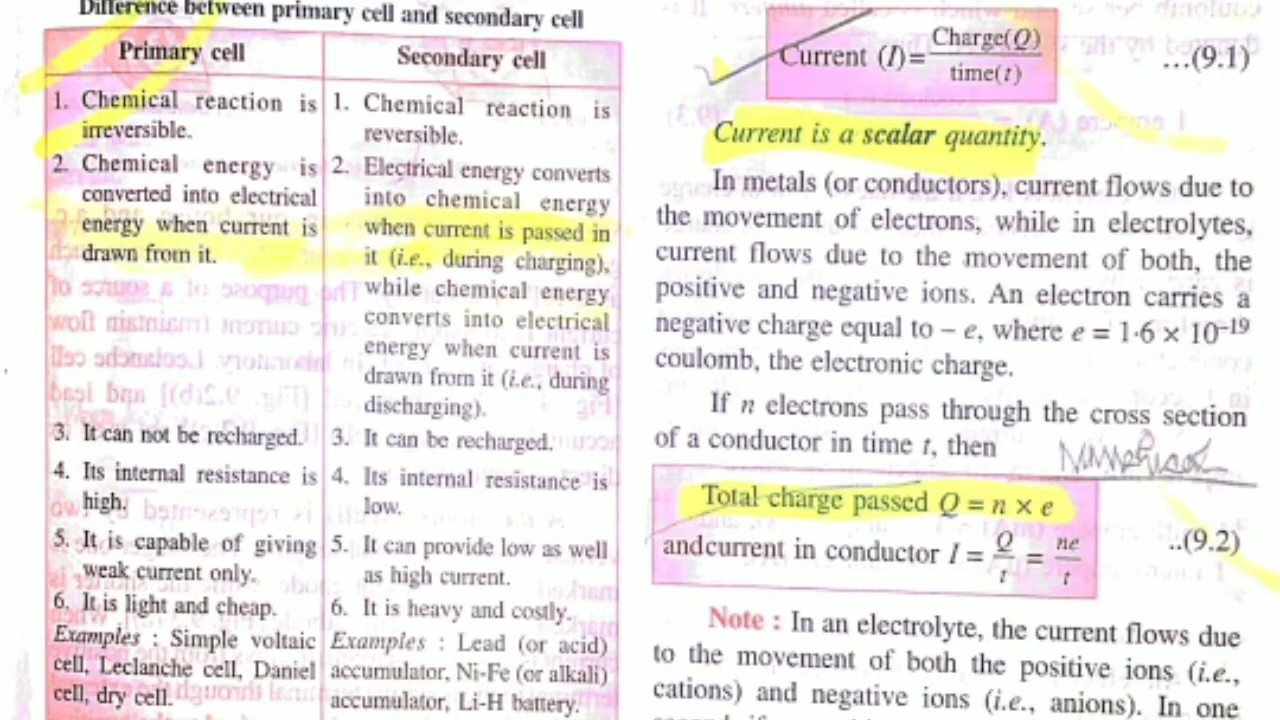 Difference between primary cell and secondary cell
Primary cell
1. Chemical reaction is
irreversible.
2. Chemical energy is
converted into electrical
energy when current is
drawn from it.
3. It can not be recharged.
4. Its internal resistance is
high.
5. It is capable of giving
weak current only.
6. It is light and cheap.
Examples : Simple voltaic
cell, Leclanche cell, Daniel
cell, dry cell.
Secondary cell
1. Chemical reaction is
reversible.
2. Electrical energy converts
into chemical energy
when current is passed in
it (i.e., during charging),
while chemical energy
converts into electrical
energy when current is
drawn from it (i.e., during
discharging).
3. It can be recharged.
4. Its internal resistance is
low.
5. It can provide low as well
as high current.
6. It is heavy and costly.
Examples : Lead (or acid)
accumulator, Ni-Fe (or alkali)
accumulator, Li-H battery.
Current (I)= Charge(Q)/time(t) ...(9.1)
Current is a scalar quantity.
In metals (or conductors), current flows due to
the movement of electrons, while in electrolytes,
current flows due to the movement of both, the
positive and negative ions. An electron carries a
negative charge equal to – e, where e = 1·6 × 10⁻¹⁹
coulomb, the electronic charge.
If n electrons pass through the cross section
of a conductor in time t, then
Total charge passed Q = n × e
and current in conductor I = Q/t = ne/t ..(9.2)
Note : In an electrolyte, the current flows due
to the movement of both the positive ions (i.e.,
cations) and negative ions (i.e., anions). In one